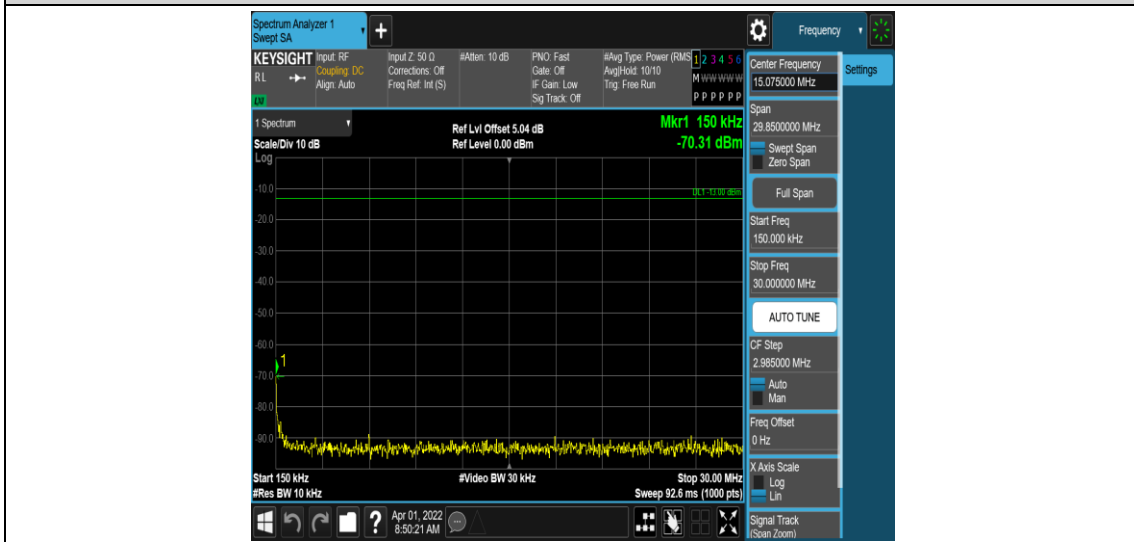 Spectrum Analyzer 1
Swept SA
+
Frequency
KEYSIGHT
RL
LXI
Input: RF
Coupling: DC
Align: Auto
Input Z: 50 Ω
Corrections: Off
Freq Ref: Int (S)
#Atten: 10 dB
PNO: Fast
Gate: Off
IF Gain: Low
Sig Track: Off
#Avg Type: Power (RMS
Avg|Hold: 10/10
Trig: Free Run
1 2 3 4 5 6
M W W W W W
P P P P P P
1 Spectrum
Scale/Div 10 dB
Ref Lvl Offset 5.04 dB
Ref Level 0.00 dBm
Mkr1 150 kHz
-70.31 dBm
Log
DL1 -13.00 dBm
-10.0
-20.0
-30.0
-40.0
-50.0
-60.0
-70.0
-80.0
-90.0
1
Start 150 kHz
#Res BW 10 kHz
#Video BW 30 kHz
Stop 30.00 MHz
Sweep 92.6 ms (1000 pts)
Apr 01, 2022
8:50:21 AM
?
Center Frequency
15.075000 MHz
Settings
Span
29.8500000 MHz
Swept Span
Zero Span
Full Span
Start Freq
150.000 kHz
Stop Freq
30.000000 MHz
AUTO TUNE
CF Step
2.985000 MHz
Auto
Man
Freq Offset
0 Hz
X Axis Scale
Log
Lin
Signal Track
(Span Zoom)